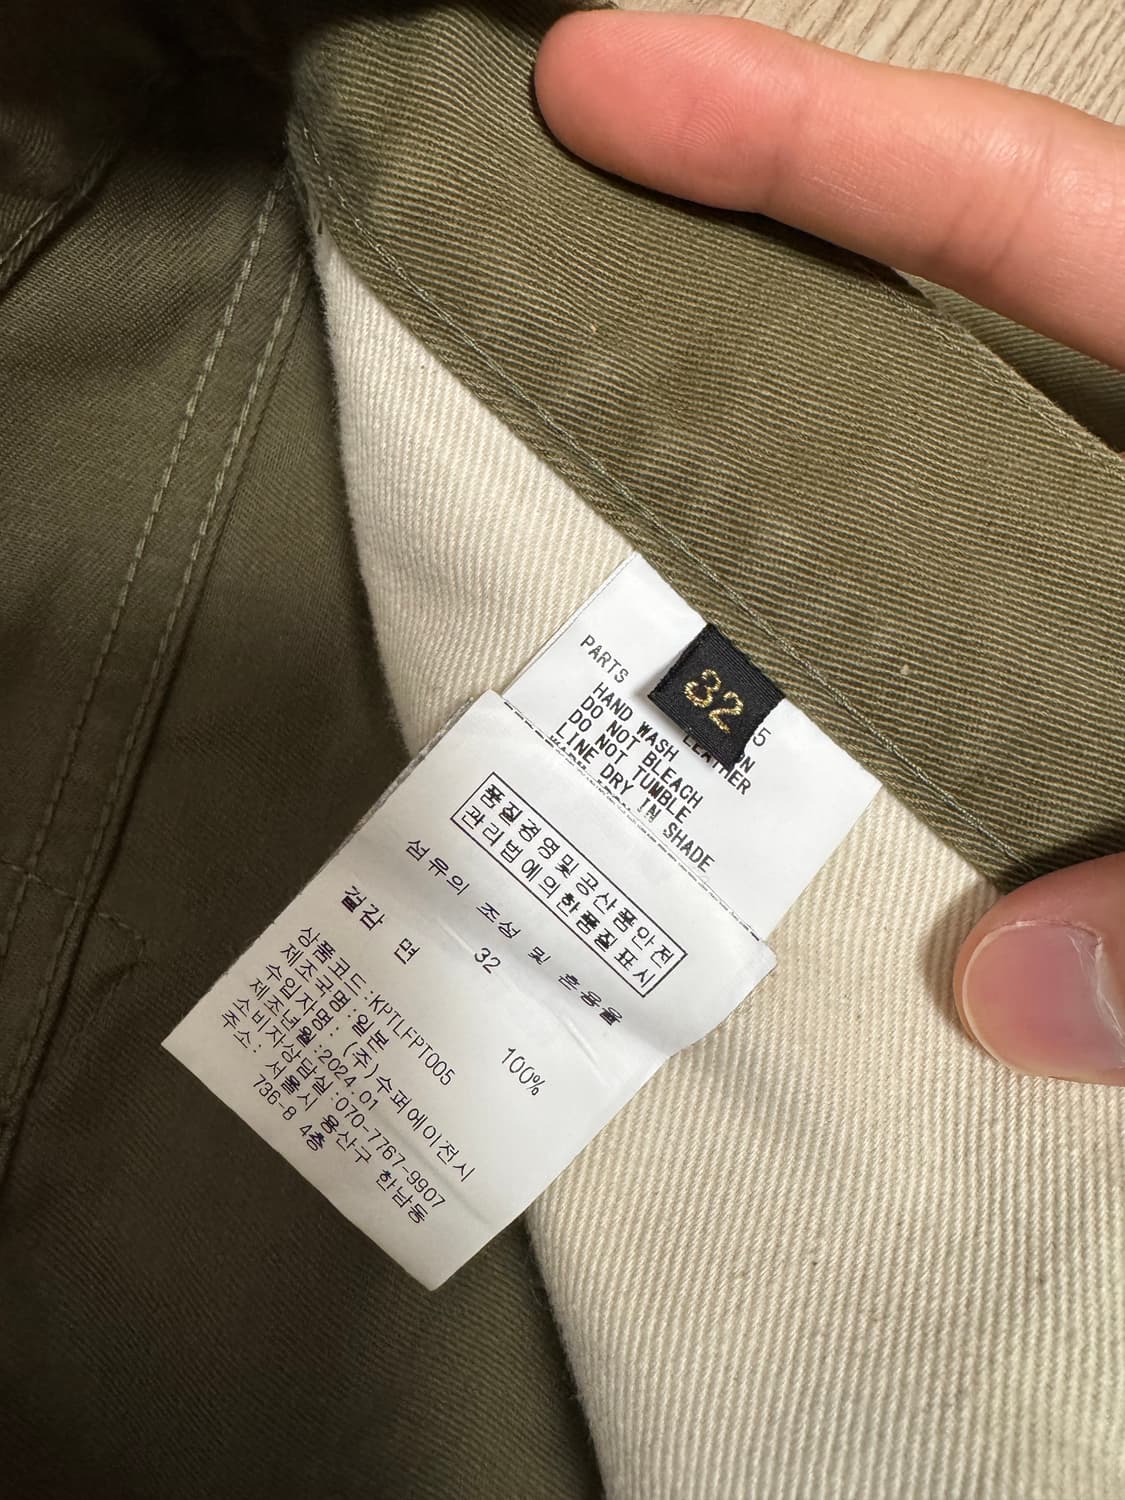 32
5
PARTS
LEATHER
HAND WASH
DO NOT BLEACH
DO NOT TUMBLE
LINE DRY IN SHADE
품질경영및공산품안전
관리법에의한품질표시
섬유의 조성 및 혼용율
32
겉감 면 100%
상품코드:KPTLFPT005
제조국명:일본
수입자명:(주)수퍼에이전시
제조년월:2024.01
소비자상담실:070-7767-9907
주소: 서울시 용산구 한남동
736-8 4층